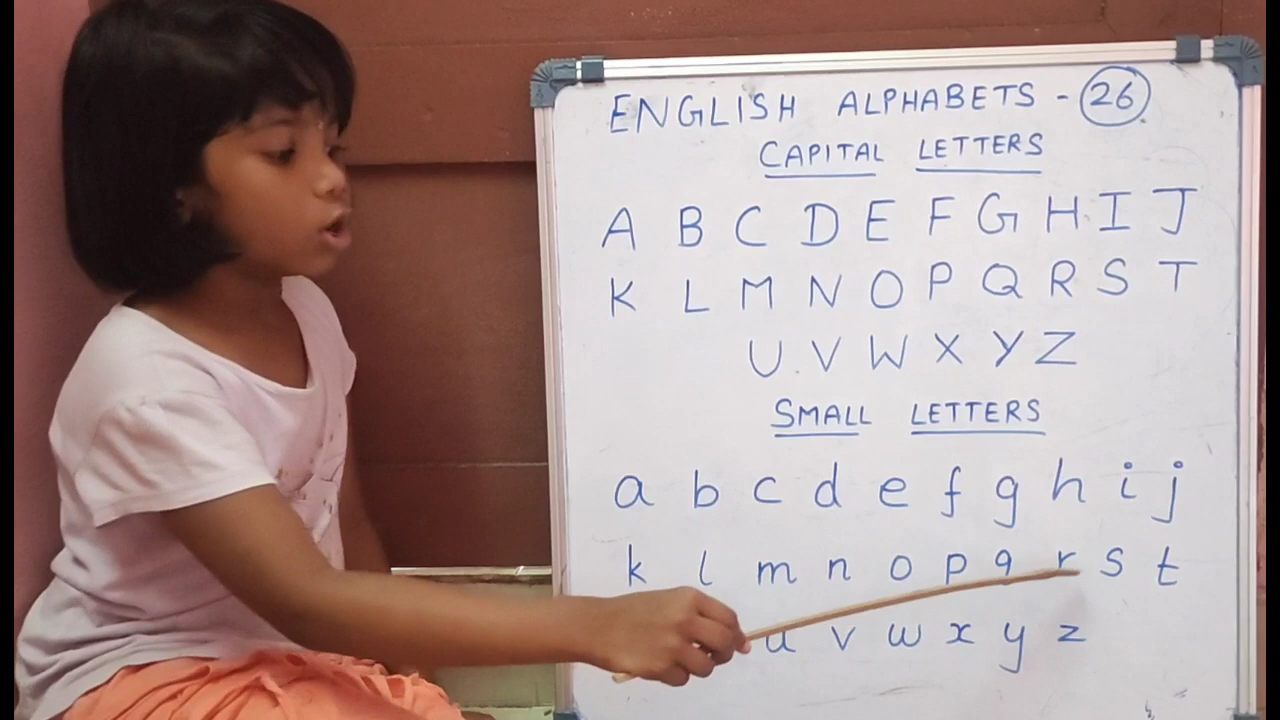 ENGLISH ALPHABETS - 26
CAPITAL LETTERS
A B C D E F G H I J
K L M N O P Q R S T
U V W X Y Z
SMALL LETTERS
a b c d e f g h i j
k l m n o p q r s t
u v w x y z